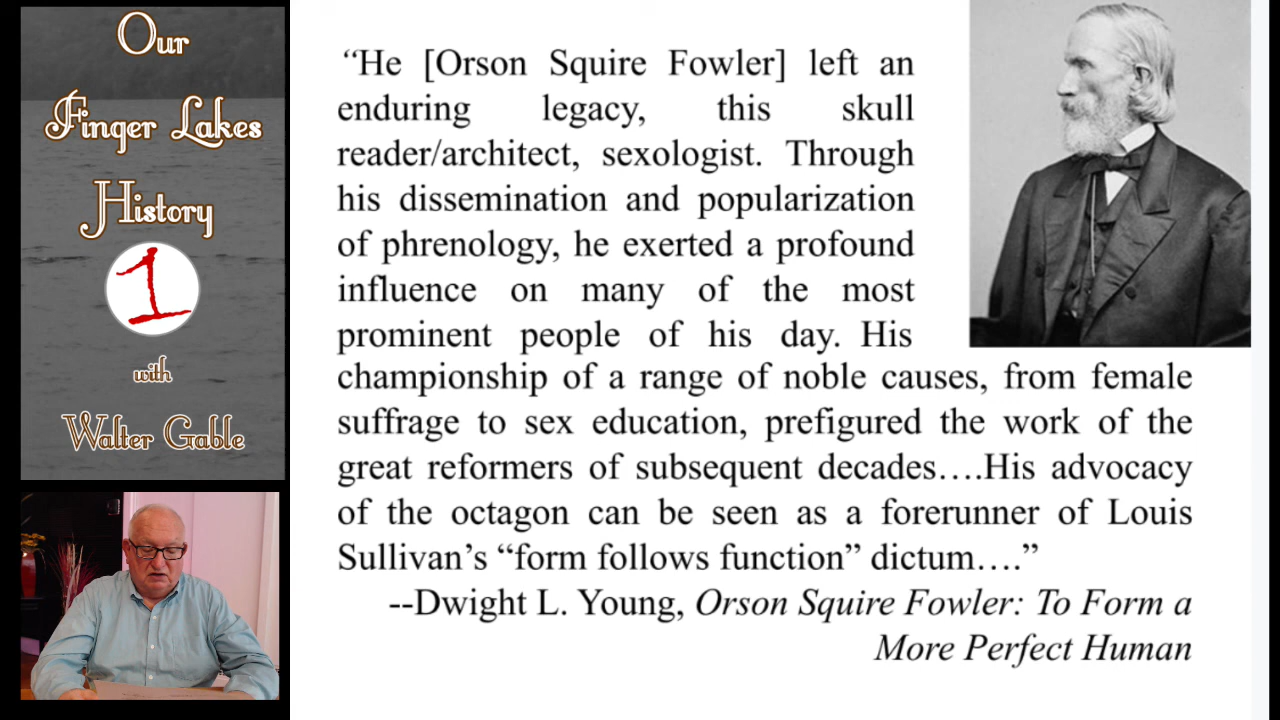 Our
Finger Lakes
History
1
with
Walter Gable
“He [Orson Squire Fowler] left an
enduring legacy, this skull
reader/architect, sexologist. Through
his dissemination and popularization
of phrenology, he exerted a profound
influence on many of the most
prominent people of his day. His
championship of a range of noble causes, from female
suffrage to sex education, prefigured the work of the
great reformers of subsequent decades….His advocacy
of the octagon can be seen as a forerunner of Louis
Sullivan’s “form follows function” dictum….”
--Dwight L. Young, Orson Squire Fowler: To Form a
More Perfect Human